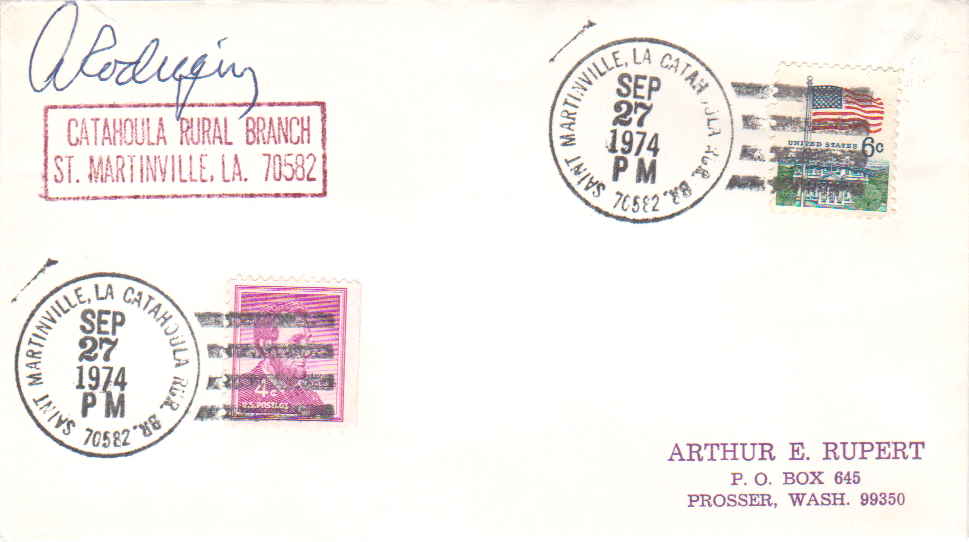 CATAHOULA RURAL BRANCH
ST. MARTINVILLE, LA. 70582
SAINT MARTINVILLE, LA CATAHOULA RUR. BR. 70582
SEP
27
1974
PM
UNITED STATES 6c
SAINT MARTINVILLE, LA CATAHOULA RUR. BR. 70582
SEP
27
1974
PM
4c
U.S. POSTAGE
ARTHUR E. RUPERT
P. O. BOX 645
PROSSER, WASH. 99350